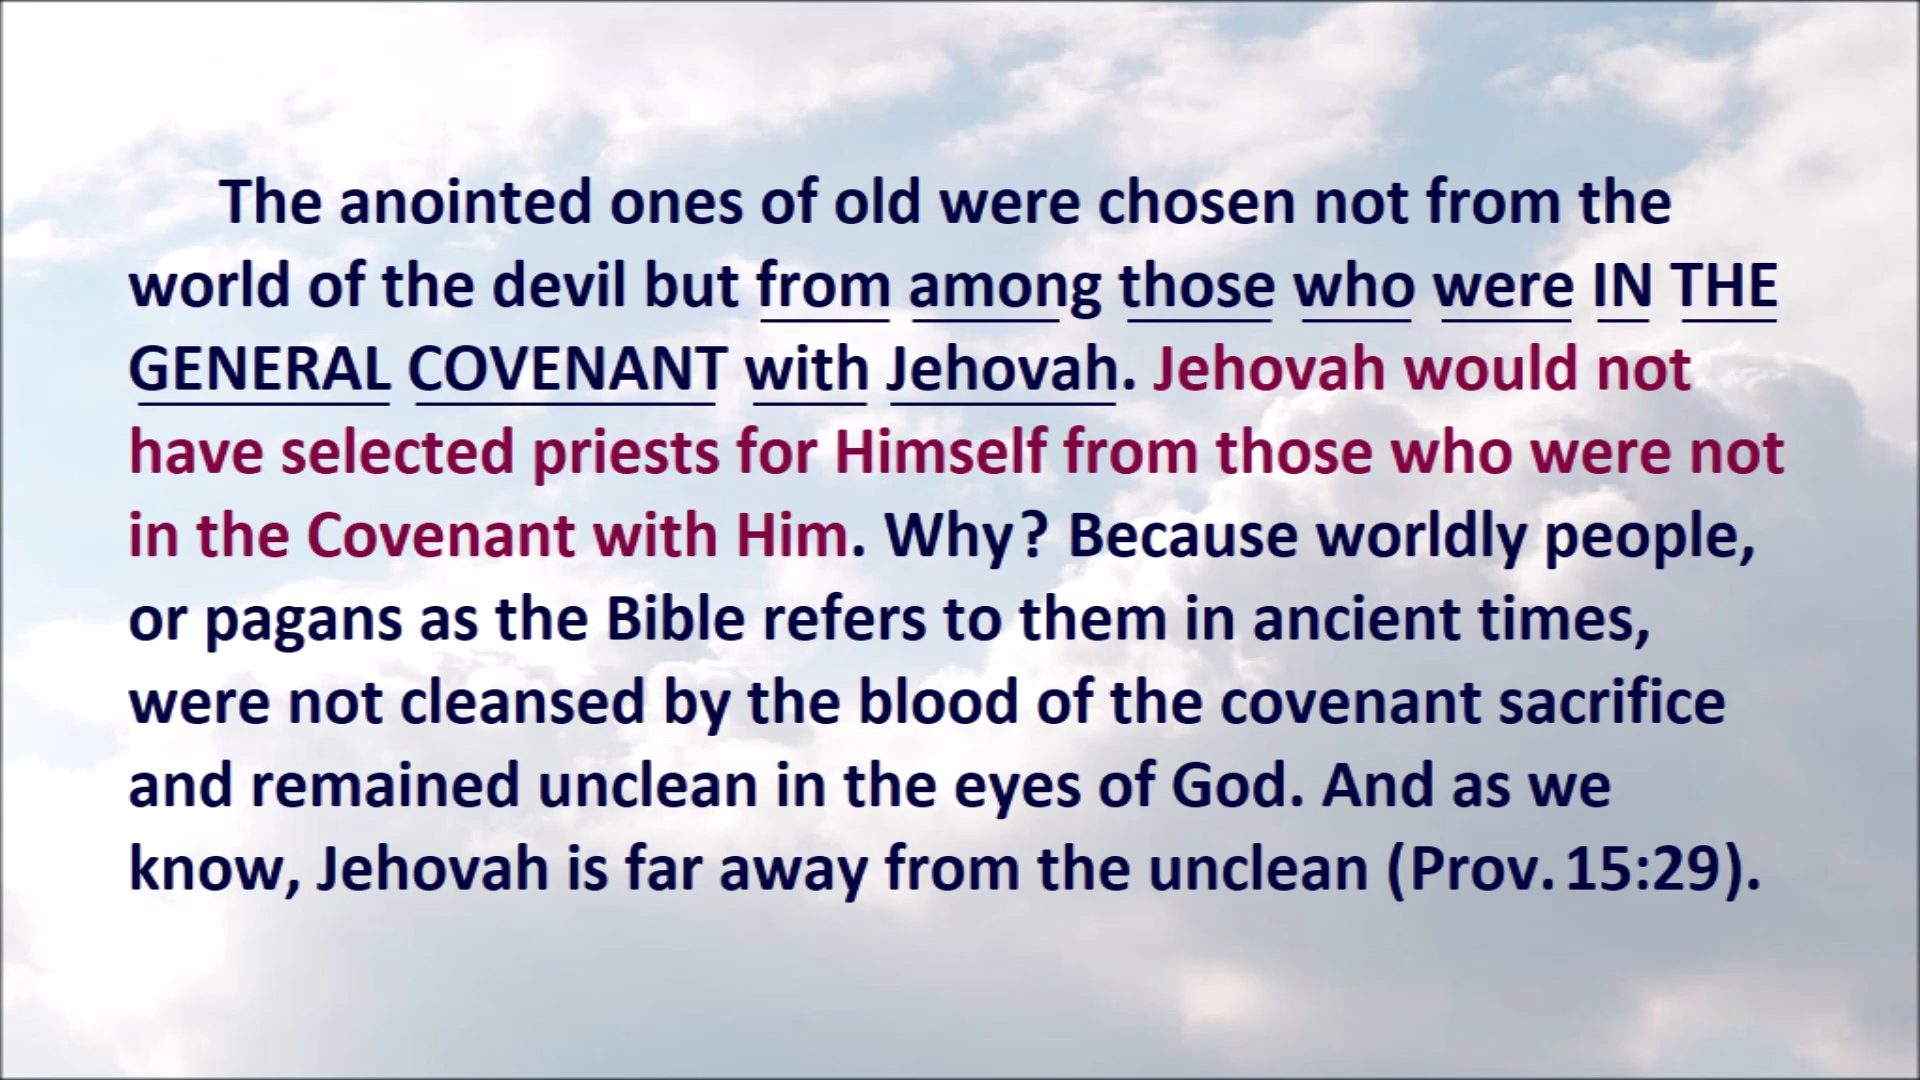 The anointed ones of old were chosen not from the
world of the devil but from among those who were IN THE
GENERAL COVENANT with Jehovah. Jehovah would not
have selected priests for Himself from those who were not
in the Covenant with Him. Why? Because worldly people,
or pagans as the Bible refers to them in ancient times,
were not cleansed by the blood of the covenant sacrifice
and remained unclean in the eyes of God. And as we
know, Jehovah is far away from the unclean (Prov. 15:29).